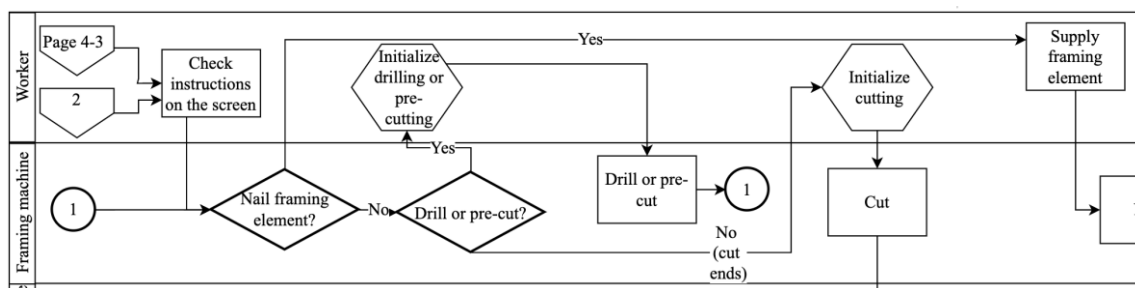 Worker
Page 4-3
2
Check
instructions
on the screen
Initialize
drilling or
pre-
cutting
Yes
Initialize
cutting
Supply
framing
element
Framing machine
1
Nail framing
element?
No
Yes
Drill or pre-cut?
Drill or pre-
cut
1
No
(cut
ends)
Cut